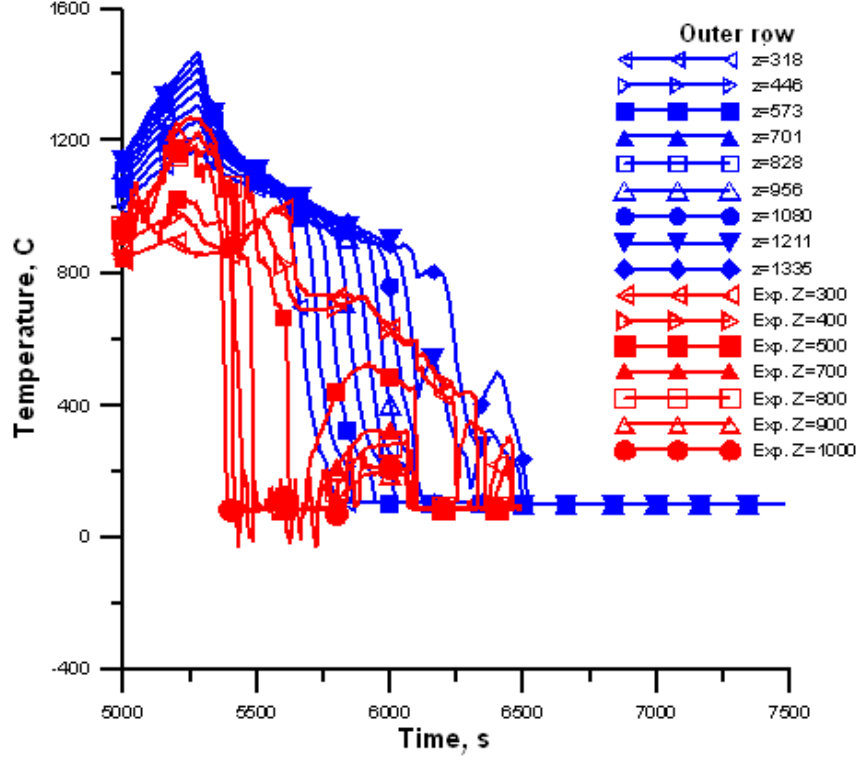 1600
1200
800
400
0
-400
Temperature, C
5000
5500
6000
6500
7000
7500
Time, s
Outer row
z=318
z=446
z=573
z=701
z=828
z=956
z=1080
z=1211
z=1335
Exp. Z=300
Exp. Z=400
Exp. Z=500
Exp. Z=700
Exp. Z=800
Exp. Z=900
Exp. Z=1000